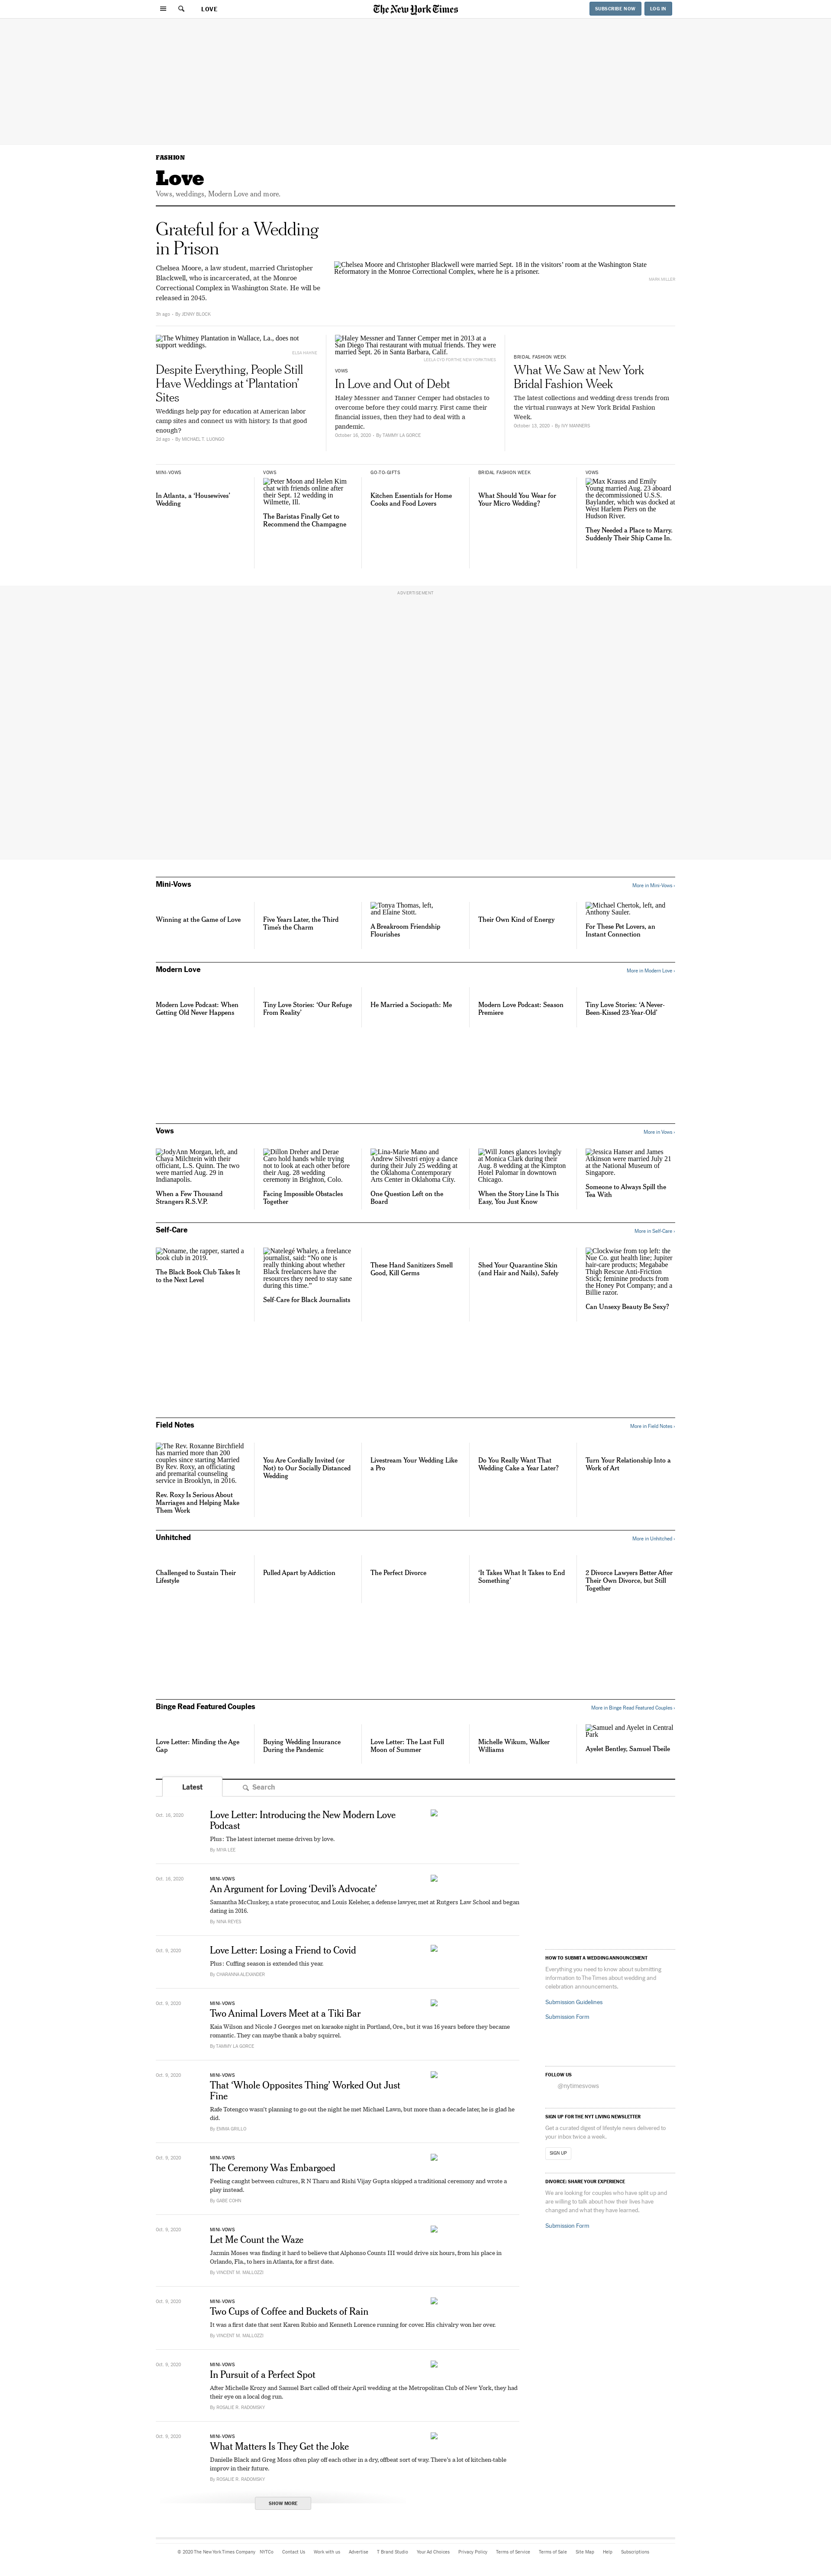 LOVE
The New York Times
SUBSCRIBE NOW
LOG IN
FASHION
Love
Vows, weddings, Modern Love and more.
Grateful for a Wedding
in Prison
Chelsea Moore, a law student, married Christopher
Blackwell, who is incarcerated, at the Monroe
Correctional Complex in Washington State. He will be
released in 2045.
3h ago • By JENNY BLOCK
Chelsea Moore and Christopher Blackwell were married Sept. 18 in the visitors' room at the Washington State
Reformatory in the Monroe Correctional Complex, where he is a prisoner.
The Whitney Plantation in Wallace, La., does not
support weddings.
Despite Everything, People Still
Have Weddings at ‘Plantation’
Sites
Weddings help pay for education at American labor
camp sites and connect us with history. Is that good
enough?
2d ago • By MICHAEL T. LUONGO
Haley Messner and Tanner Cemper met in 2013 at a
San Diego Thai restaurant with mutual friends. They were
married Sept. 26 in Santa Barbara, Calif.
VOWS
In Love and Out of Debt
Haley Messner and Tanner Cemper had obstacles to
overcome before they could marry. First came their
financial issues, then they had to deal with a
pandemic.
October 16, 2020 • By TAMMY LA GORCE
BRIDAL FASHION WEEK
What We Saw at New York
Bridal Fashion Week
The latest collections and wedding dress trends from
the virtual runways at New York Bridal Fashion
Week.
October 13, 2020 • By IVY MANNERS
MINI-VOWS
In Atlanta, a ‘Housewives’
Wedding
VOWS
Peter Moon and Helen Kim
chat with friends online after
their Sept. 12 wedding in
Wilmette, Ill.
The Baristas Finally Get to
Recommend the Champagne
GO-TO-GIFTS
Kitchen Essentials for Home
Cooks and Food Lovers
BRIDAL FASHION WEEK
What Should You Wear for
Your Micro Wedding?
VOWS
Max Krauss and Emily
Young married Aug. 23 aboard
the decommissioned U.S.S.
Baylander, which was docked at
West Harlem Piers on the
Hudson River.
They Needed a Place to Marry.
Suddenly Their Ship Came In.
ADVERTISEMENT
Mini-Vows
More in Mini-Vows ›
Winning at the Game of Love
Five Years Later, the Third
Time's the Charm
Tonya Thomas, left,
and Elaine Stott.
A Breakroom Friendship
Flourishes
Their Own Kind of Energy
Michael Chertok, left, and
Anthony Sauler.
For These Pet Lovers, an
Instant Connection
Modern Love
More in Modern Love ›
Modern Love Podcast: When
Getting Old Never Happens
Tiny Love Stories: ‘Our Refuge
From Reality’
He Married a Sociopath: Me
Modern Love Podcast: Season
Premiere
Tiny Love Stories: ‘A Never-
Been-Kissed 23-Year-Old’
Vows
More in Vows ›
JodyAnn Morgan, left, and
Chaya Milchtein with their
officiant, L.S. Quinn. The two
were married Aug. 29 in
Indianapolis.
When a Few Thousand
Strangers R.S.V.P.
Dillon Dreher and Derae
Caro hold hands while trying
not to look at each other before
their Aug. 28 wedding
ceremony in Brighton, Colo.
Facing Impossible Obstacles
Together
Lina-Marie Mano and
Andrew Silvestri enjoy a dance
during their July 25 wedding at
the Oklahoma Contemporary
Arts Center in Oklahoma City.
One Question Left on the
Board
Will Jones glances lovingly
at Monica Clark during their
Aug. 8 wedding at the Kimpton
Hotel Palomar in downtown
Chicago.
When the Story Line Is This
Easy, You Just Know
Jessica Hanser and James
Atkinson were married July 21
at the National Museum of
Singapore.
Someone to Always Spill the
Tea With
Self-Care
More in Self-Care ›
Noname, the rapper, started a
book club in 2019.
The Black Book Club Takes It
to the Next Level
Natelegé Whaley, a freelance
journalist, said: “No one is
really thinking about whether
Black freelancers have the
resources they need to stay sane
during this time.”
Self-Care for Black Journalists
These Hand Sanitizers Smell
Good, Kill Germs
Shed Your Quarantine Skin
(and Hair and Nails), Safely
Clockwise from top left: the
Nue Co. gut health line; Jupiter
hair-care products; Megababe
Thigh Rescue Anti-Friction
Stick; feminine products from
the Honey Pot Company; and a
Billie razor.
Can Unsexy Beauty Be Sexy?
Field Notes
More in Field Notes ›
The Rev. Roxanne Birchfield
has married more than 200
couples since starting Married
By Rev. Roxy, an officiating
and premarital counseling
service in Brooklyn, in 2016.
Rev. Roxy Is Serious About
Marriages and Helping Make
Them Work
You Are Cordially Invited (or
Not) to Our Socially Distanced
Wedding
Livestream Your Wedding Like
a Pro
Do You Really Want That
Wedding Cake a Year Later?
Turn Your Relationship Into a
Work of Art
Unhitched
More in Unhitched ›
Challenged to Sustain Their
Lifestyle
Pulled Apart by Addiction
The Perfect Divorce
‘It Takes What It Takes to End
Something’
2 Divorce Lawyers Better After
Their Own Divorce, but Still
Together
Binge Read Featured Couples
More in Binge Read Featured Couples ›
Love Letter: Minding the Age
Gap
Buying Wedding Insurance
During the Pandemic
Love Letter: The Last Full
Moon of Summer
Michelle Wikum, Walker
Williams
Samuel and Ayelet in Central
Park
Ayelet Bentley, Samuel Tbeile
Latest
Search
Oct. 16, 2020
Love Letter: Introducing the New Modern Love
Podcast
Plus: The latest internet meme driven by love.
By MIYA LEE
Oct. 16, 2020
MINI-VOWS
An Argument for Loving ‘Devil's Advocate’
Samantha McCluskey, a state prosecutor, and Louis Keleher, a defense lawyer, met at Rutgers Law School and began
dating in 2016.
By NINA REYES
Oct. 9, 2020
Love Letter: Losing a Friend to Covid
Plus: Cuffing season is extended this year.
By CHARANNA ALEXANDER
Oct. 9, 2020
MINI-VOWS
Two Animal Lovers Meet at a Tiki Bar
Kaia Wilson and Nicole J Georges met on karaoke night in Portland, Ore., but it was 16 years before they became
romantic. They can maybe thank a baby squirrel.
By TAMMY LA GORCE
Oct. 9, 2020
MINI-VOWS
That ‘Whole Opposites Thing’ Worked Out Just
Fine
Rafe Totengco wasn't planning to go out the night he met Michael Lawn, but more than a decade later, he is glad he
did.
By EMMA GRILLO
Oct. 9, 2020
MINI-VOWS
The Ceremony Was Embargoed
Feeling caught between cultures, R N Tharu and Rishi Vijay Gupta skipped a traditional ceremony and wrote a
play instead.
By GABE COHN
Oct. 9, 2020
MINI-VOWS
Let Me Count the Waze
Jazmin Moses was finding it hard to believe that Alphonso Counts III would drive six hours, from his place in
Orlando, Fla., to hers in Atlanta, for a first date.
By VINCENT M. MALLOZZI
Oct. 9, 2020
MINI-VOWS
Two Cups of Coffee and Buckets of Rain
It was a first date that sent Karen Rubio and Kenneth Lorence running for cover. His chivalry won her over.
By VINCENT M. MALLOZZI
Oct. 9, 2020
MINI-VOWS
In Pursuit of a Perfect Spot
After Michelle Krozy and Samuel Bart called off their April wedding at the Metropolitan Club of New York, they had
their eye on a local dog run.
By ROSALIE R. RADOMSKY
Oct. 9, 2020
MINI-VOWS
What Matters Is They Get the Joke
Danielle Black and Greg Moss often play off each other in a dry, offbeat sort of way. There's a lot of kitchen-table
improv in their future.
By ROSALIE R. RADOMSKY
SHOW MORE
HOW TO SUBMIT A WEDDING ANNOUNCEMENT
Everything you need to know about submitting
information to The Times about wedding and
celebration announcements.
Submission Guidelines
Submission Form
FOLLOW US
@nytimesvows
SIGN UP FOR THE NYT LIVING NEWSLETTER
Get a curated digest of lifestyle news delivered to
your inbox twice a week.
SIGN UP
DIVORCE: SHARE YOUR EXPERIENCE
We are looking for couples who have split up and
are willing to talk about how their lives have
changed and what they have learned.
Submission Form
© 2020 The New York Times Company NYTCo Contact Us Work with us Advertise T Brand Studio Your Ad Choices Privacy Policy Terms of Service Terms of Sale Site Map Help Subscriptions